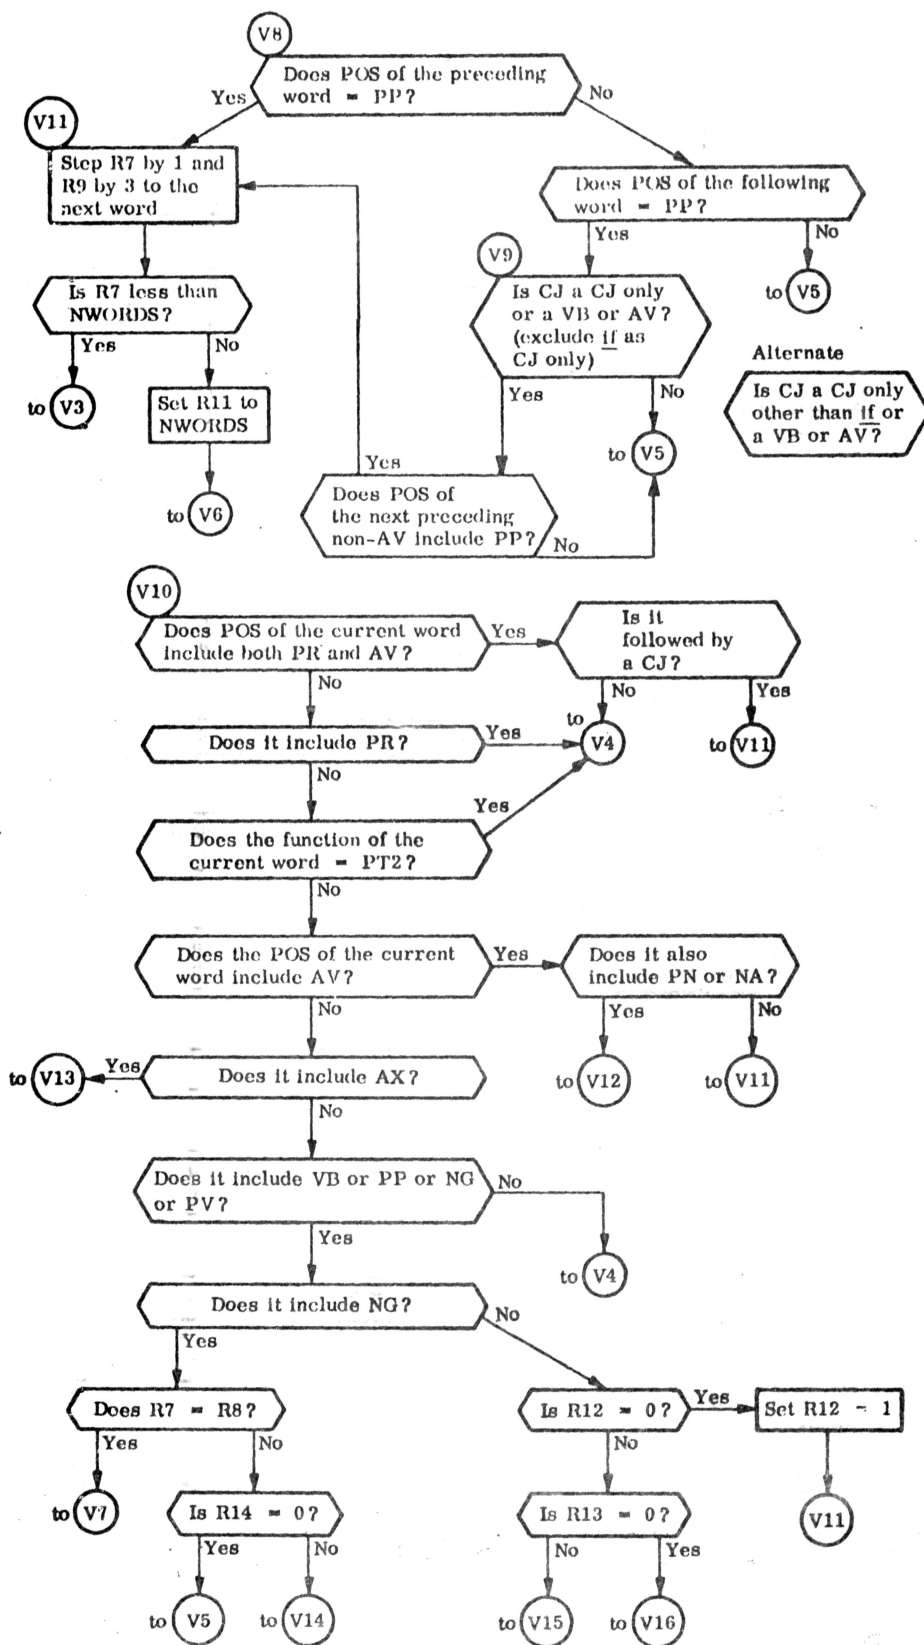 V8
Does POS of the preceding
word = PP?
Yes
No
V11
Step R7 by 1 and
R9 by 3 to the
next word
Does POS of the following
word = PP?
Yes
No
V9
to V5
Is R7 less than
NWORDS?
Is CJ a CJ only
or a VB or AV?
(exclude if as
CJ only)
Yes
No
Alternate
Is CJ a CJ only
other than if or
a VB or AV?
to V3
Set R11 to
NWORDS
Yes
No
to V5
Yes
to V6
Does POS of
the next preceding
non-AV include PP?
No
V10
Does POS of the current word
include both PR and AV?
Yes
Is it
followed by
a CJ?
No
No
Yes
to
V4
to V11
Does it include PR?
Yes
No
Yes
Does the function of the
current word = PT2?
No
Does the POS of the current
word include AV?
Yes
Does it also
include PN or NA?
No
Yes
No
to V12
to V11
to V13
Yes
Does it include AX?
No
Does it include VB or PP or NG
or PV?
No
Yes
to V4
Does it include NG?
No
Yes
Does R7 = R8?
Is R12 = 0?
Yes
Set R12 - 1
Yes
No
No
to V7
Is R14 = 0?
Is R13 = 0?
V11
Yes
No
No
Yes
to V5
to V14
to V15
to V16